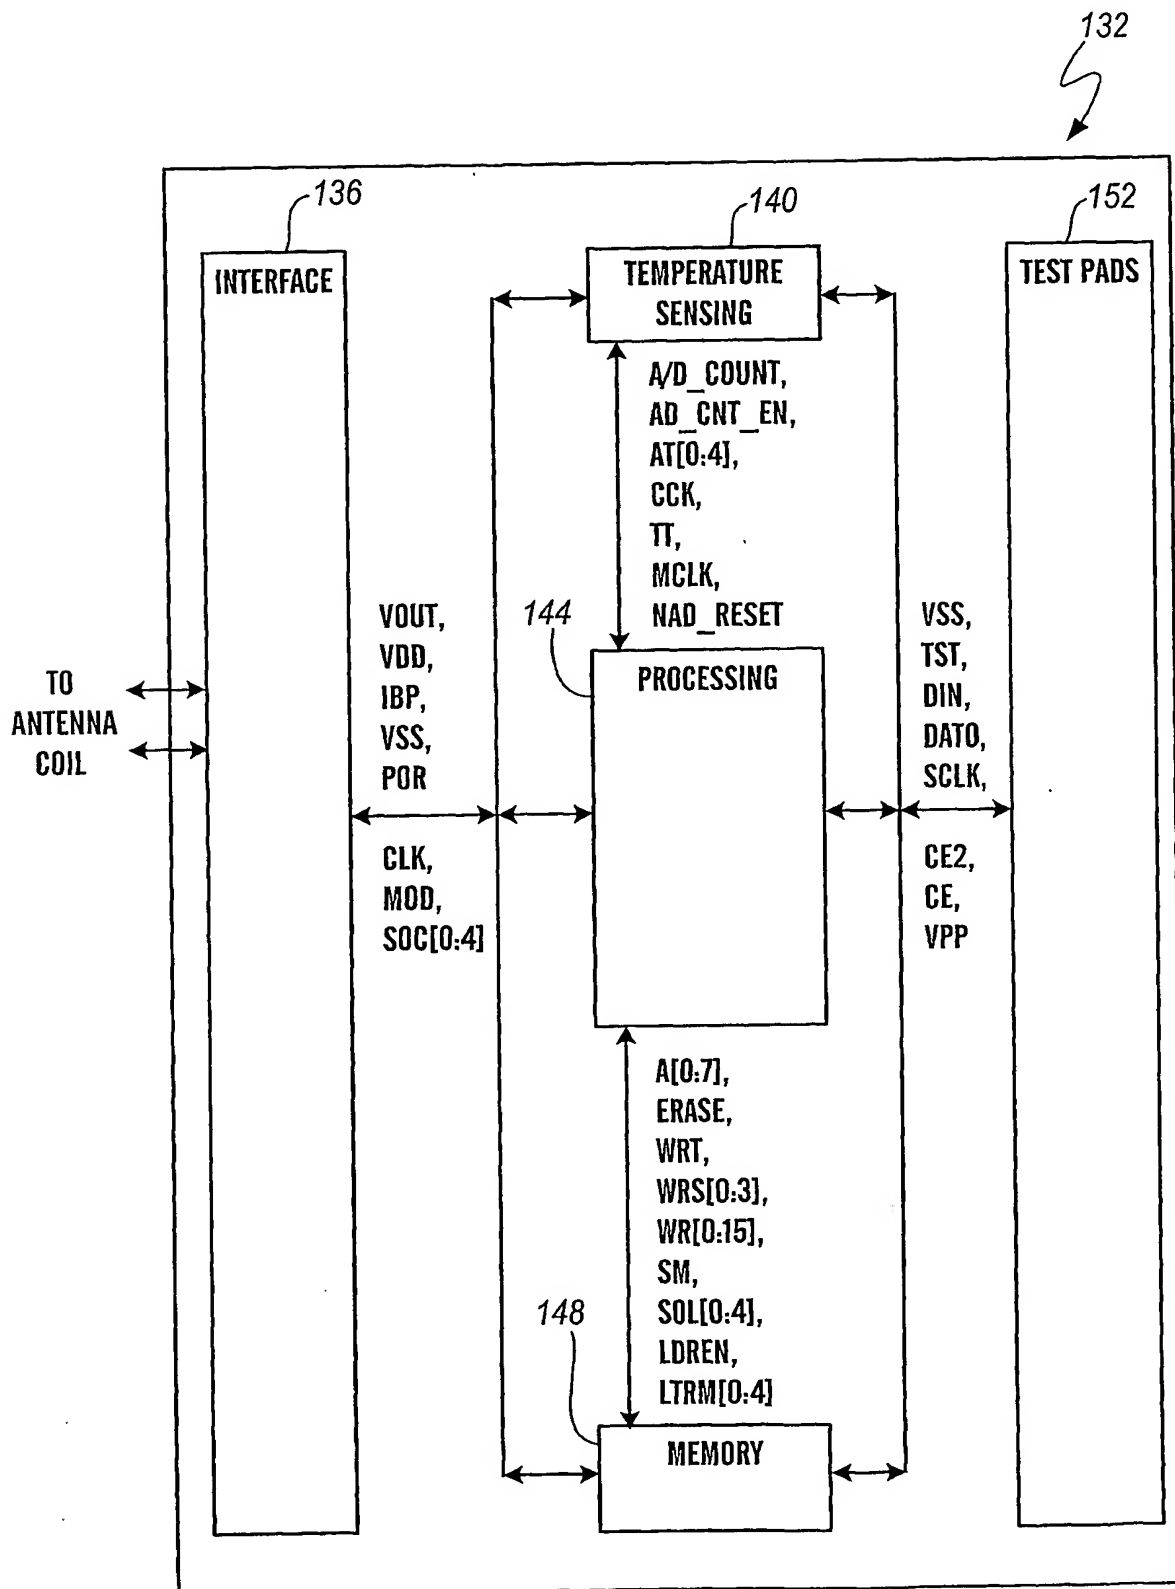 132
136
140
152
INTERFACE
TEMPERATURE
SENSING
TEST PADS
A/D_COUNT,
AD_CNT_EN,
AT[0:4],
CCK,
TT,
MCLK,
NAD_RESET
144
VOUT,
VDD,
IBP,
VSS,
POR
VSS,
TST,
DIN,
DATO,
SCLK,
PROCESSING
TO
ANTENNA
COIL
CLK,
MOD,
SOC[0:4]
CE2,
CE,
VPP
A[0:7],
ERASE,
WRT,
WRS[0:3],
WR[0:15],
SM,
SOL[0:4],
LDREN,
LTRM[0:4]
148
MEMORY